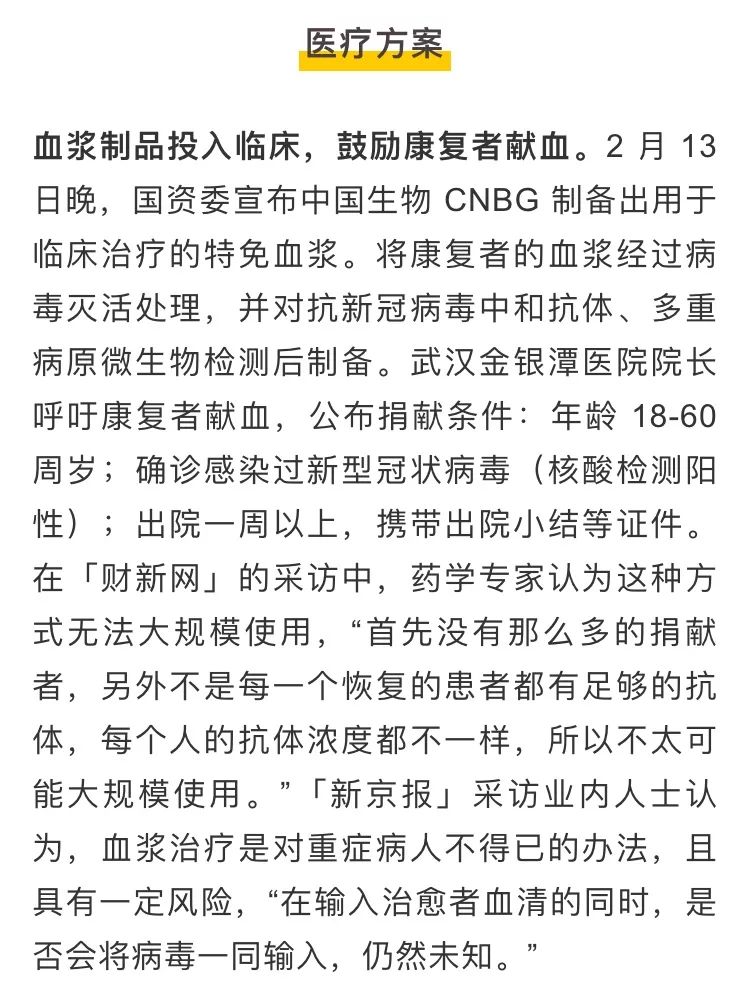 医疗方案
血浆制品投入临床，鼓励康复者献血。2 月 13
日晚，国资委宣布中国生物 CNBG 制备出用于
临床治疗的特免血浆。将康复者的血浆经过病
毒灭活处理，并对抗新冠病毒中和抗体、多重
病原微生物检测后制备。武汉金银潭医院院长
呼吁康复者献血，公布捐献条件：年龄 18-60
周岁；确诊感染过新型冠状病毒（核酸检测阳
性）；出院一周以上，携带出院小结等证件。
在「财新网」的采访中，药学专家认为这种方
式无法大规模使用，“首先没有那么多的捐献
者，另外不是每一个恢复的患者都有足够的抗
体，每个人的抗体浓度都不一样，所以不太可
能大规模使用。”「新京报」采访业内人士认
为，血浆治疗是对重症病人不得已的办法，且
具有一定风险，“在输入治愈者血清的同时，是
否会将病毒一同输入，仍然未知。”